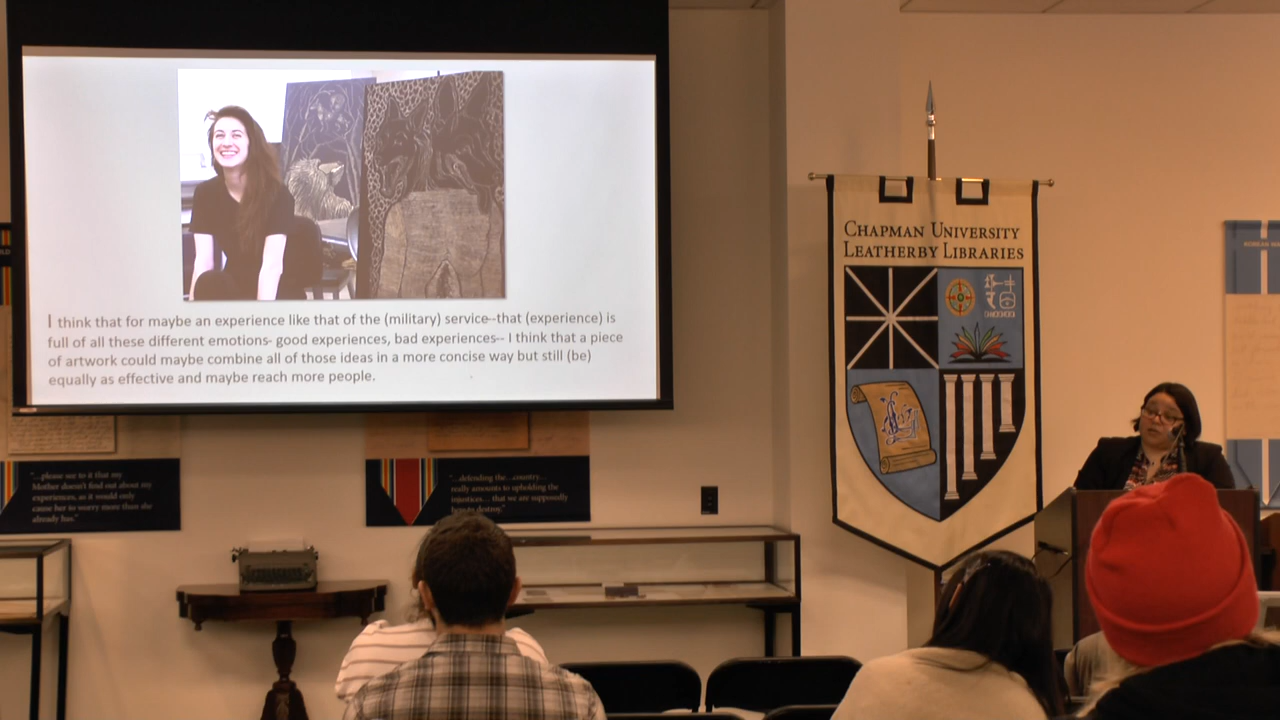 I think that for maybe an experience like that of the (military) service--that (experience) is
full of all these different emotions- good experiences, bad experiences-- I think that a piece
of artwork could maybe combine all of those ideas in a more concise way but still (be)
equally as effective and maybe reach more people.
CHAPMAN UNIVERSITY
LEATHERBY LIBRARIES
"...please see to it that my
Mother doesn't find out about my
experiences, as it would only
cause her to worry more than she
already has."
"...defending the...country...
really amounts to upholding the
injustices... that we are supposedly
to destroy."
KOREAN